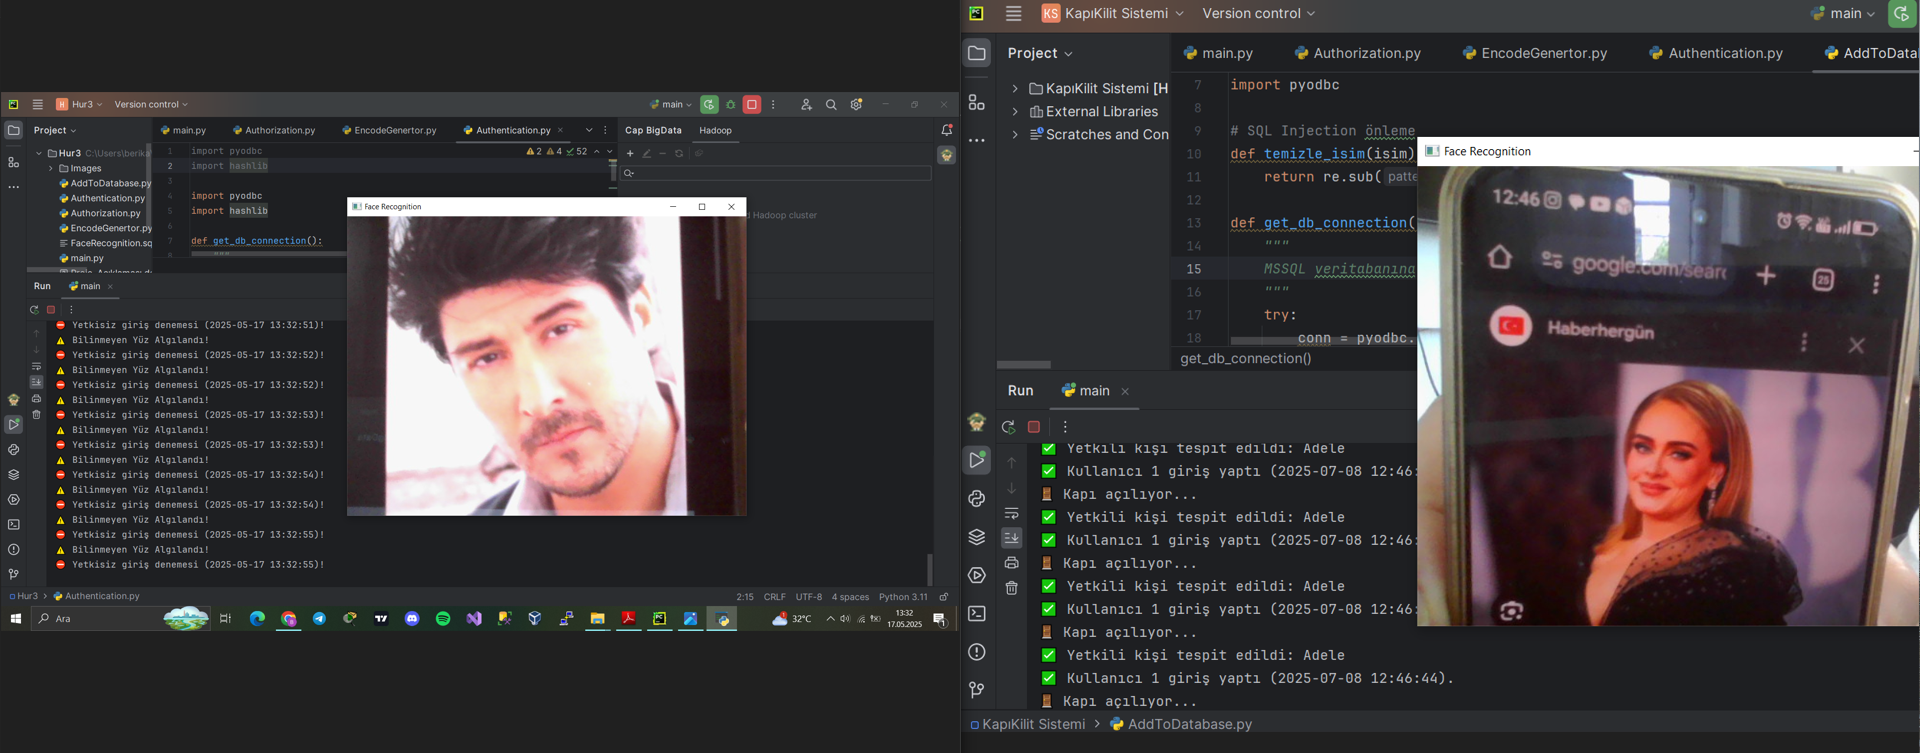 Hur3
Version control
main
Project
main.py
Authorization.py
EncodeGenertor.py
Authentication.py
Cap BigData
Hadoop
Hur3 C:\Users\berika
Images
AddToDatabase.py
Authentication.py
Authorization.py
EncodeGenertor.py
FaceRecognition.sq
main.py
1 import pyodbc
2 4 52
2 import hashlib
3
4 import pyodbc
5 import hashlib
6
7 def get_db_connection():
8 """
d Hadoop cluster
Face Recognition
Run main
Yetkisiz giriş denemesi (2025-05-17 13:32:51)!
Bilinmeyen Yüz Algılandı!
Yetkisiz giriş denemesi (2025-05-17 13:32:52)!
Bilinmeyen Yüz Algılandı!
Yetkisiz giriş denemesi (2025-05-17 13:32:52)!
Bilinmeyen Yüz Algılandı!
Yetkisiz giriş denemesi (2025-05-17 13:32:53)!
Bilinmeyen Yüz Algılandı!
Yetkisiz giriş denemesi (2025-05-17 13:32:53)!
Bilinmeyen Yüz Algılandı!
Yetkisiz giriş denemesi (2025-05-17 13:32:54)!
Bilinmeyen Yüz Algılandı!
Yetkisiz giriş denemesi (2025-05-17 13:32:54)!
Bilinmeyen Yüz Algılandı!
Yetkisiz giriş denemesi (2025-05-17 13:32:55)!
Bilinmeyen Yüz Algılandı!
Yetkisiz giriş denemesi (2025-05-17 13:32:55)!
Hur3 > Authentication.py
2:15 CRLF UTF-8 4 spaces Python 3.11
Ara
32°C
13:32
17.05.2025
KS KapıKilit Sistemi
Version control
main
Project
main.py
Authorization.py
EncodeGenertor.py
Authentication.py
AddToData
KapıKilit Sistemi [H
External Libraries
Scratches and Con
7 import pyodbc
8
9 # SQL Injection önleme
10 def temizle_isim(isim)
11 return re.sub( patte
12
13 def get_db_connection(
14 """
15 MSSQL veritabanına
16 """
17 try:
18 conn = pyodbc.
get_db_connection()
Face Recognition
12:46
google.com/searc
25
Haberhergün
Run main
Yetkili kişi tespit edildi: Adele
Kullanıcı 1 giriş yaptı (2025-07-08 12:46:
Kapı açılıyor...
Yetkili kişi tespit edildi: Adele
Kullanıcı 1 giriş yaptı (2025-07-08 12:46:
Kapı açılıyor...
Yetkili kişi tespit edildi: Adele
Kullanıcı 1 giriş yaptı (2025-07-08 12:46:
Kapı açılıyor...
Yetkili kişi tespit edildi: Adele
Kullanıcı 1 giriş yaptı (2025-07-08 12:46:44).
Kapı açılıyor...
KapıKilit Sistemi > AddToDatabase.py